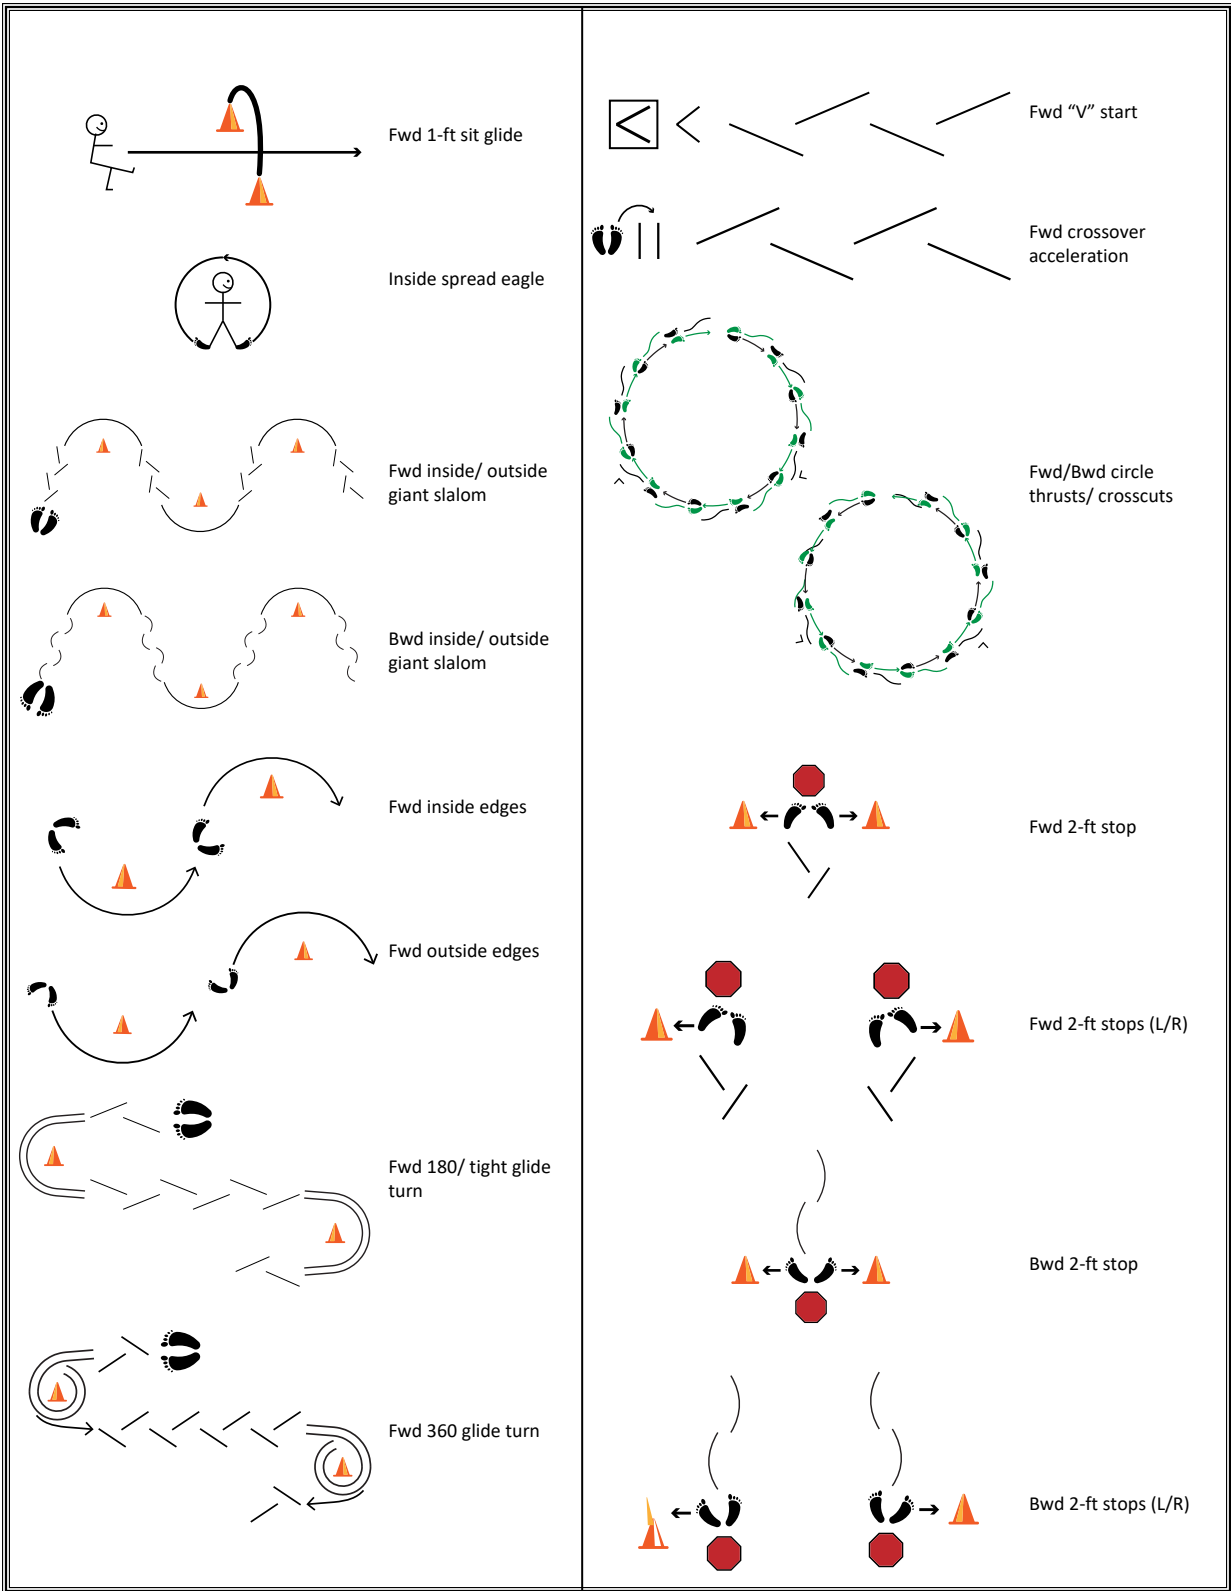 Fwd 1-ft sit glide
Inside spread eagle
Fwd inside/ outside
giant slalom
Bwd inside/ outside
giant slalom
Fwd inside edges
Fwd outside edges
Fwd 180/ tight glide
turn
Fwd 360 glide turn
Fwd “V” start
Fwd crossover
acceleration
Fwd/Bwd circle
thrusts/ crosscuts
Fwd 2-ft stop
Fwd 2-ft stops (L/R)
Bwd 2-ft stop
Bwd 2-ft stops (L/R)